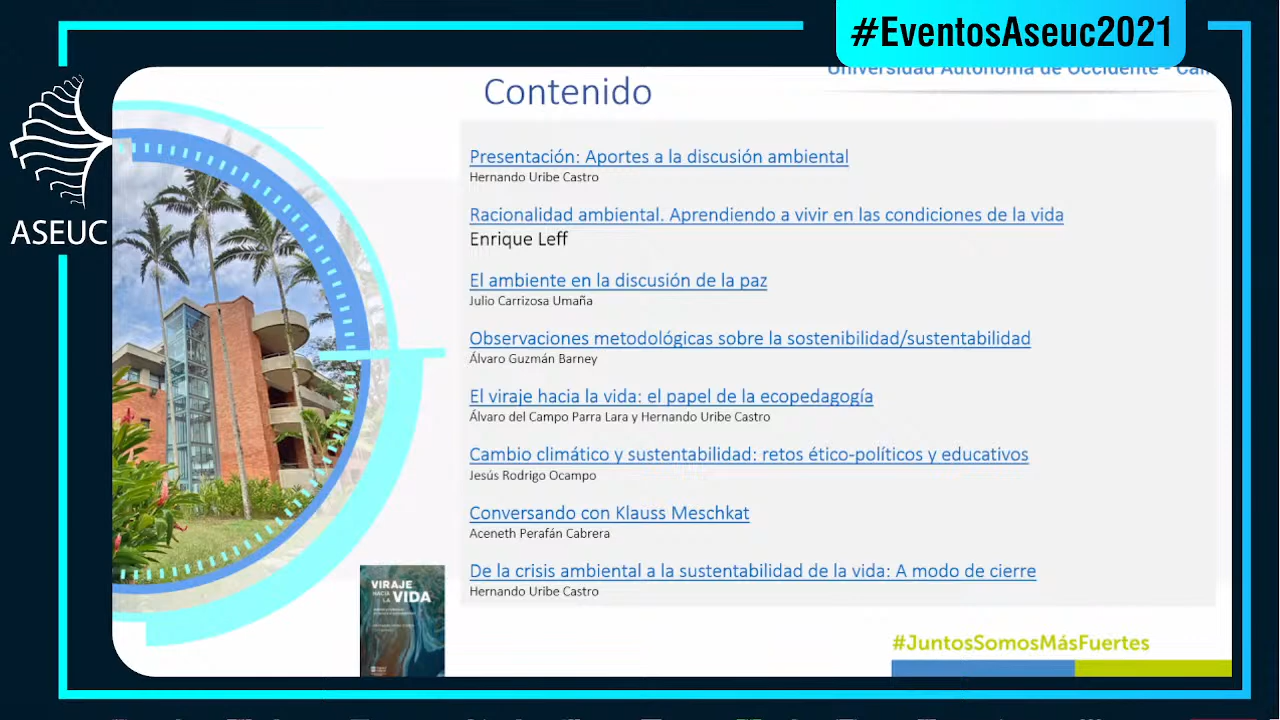 #EventosAseuc2021
Universidad Autónoma de Occidente - Cali
ASEUC
Contenido
Presentación: Aportes a la discusión ambiental
Hernando Uribe Castro
Racionalidad ambiental. Aprendiendo a vivir en las condiciones de la vida
Enrique Leff
El ambiente en la discusión de la paz
Julio Carrizosa Umaña
Observaciones metodológicas sobre la sostenibilidad/sustentabilidad
Álvaro Guzmán Barney
El viraje hacia la vida: el papel de la ecopedagogía
Álvaro del Campo Parra Lara y Hernando Uribe Castro
Cambio climático y sustentabilidad: retos ético-políticos y educativos
Jesús Rodrigo Ocampo
Conversando con Klauss Meschkat
Aceneth Perafán Cabrera
De la crisis ambiental a la sustentabilidad de la vida: A modo de cierre
Hernando Uribe Castro
VIRAJE
HACIA
LA VIDA
#JuntosSomosMásFuertes